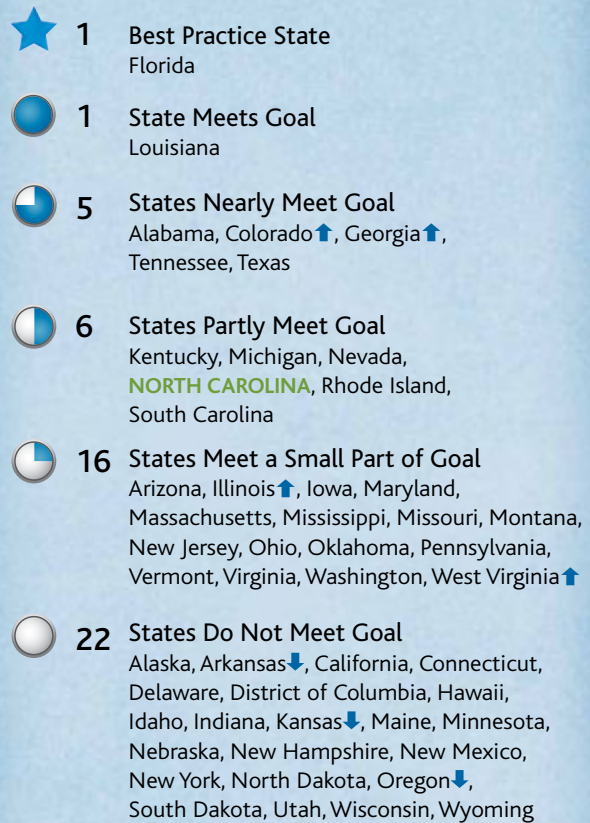 1 Best Practice State
Florida
1 State Meets Goal
Louisiana
5 States Nearly Meet Goal
Alabama, Colorado⬆, Georgia⬆,
Tennessee, Texas
6 States Partly Meet Goal
Kentucky, Michigan, Nevada,
NORTH CAROLINA, Rhode Island,
South Carolina
16 States Meet a Small Part of Goal
Arizona, Illinois⬆, Iowa, Maryland,
Massachusetts, Mississippi, Missouri, Montana,
New Jersey, Ohio, Oklahoma, Pennsylvania,
Vermont, Virginia, Washington, West Virginia⬆
22 States Do Not Meet Goal
Alaska, Arkansas⬇, California, Connecticut,
Delaware, District of Columbia, Hawaii,
Idaho, Indiana, Kansas⬇, Maine, Minnesota,
Nebraska, New Hampshire, New Mexico,
New York, North Dakota, Oregon⬇,
South Dakota, Utah, Wisconsin, Wyoming